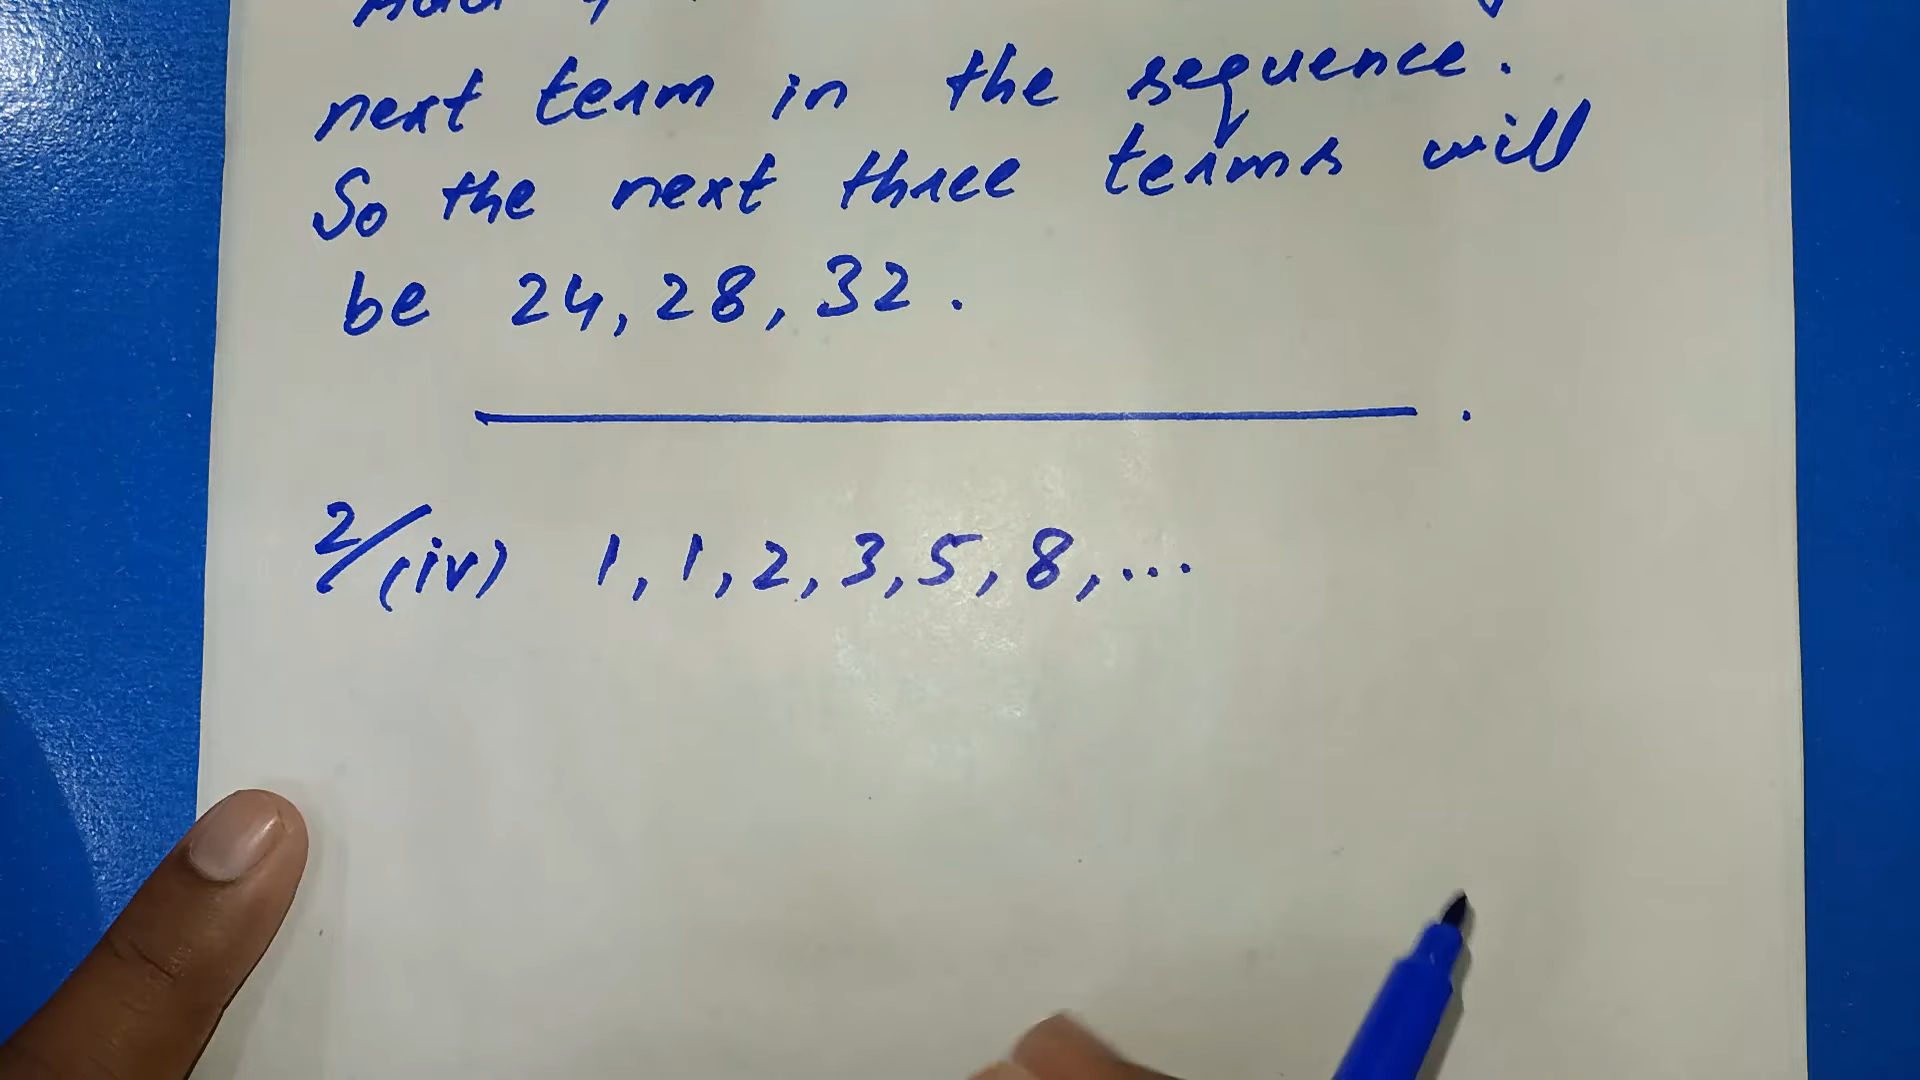 next term in the sequence.
So the next three terms will
be 24, 28, 32.
2/(iv) 1, 1, 2, 3, 5, 8, ...